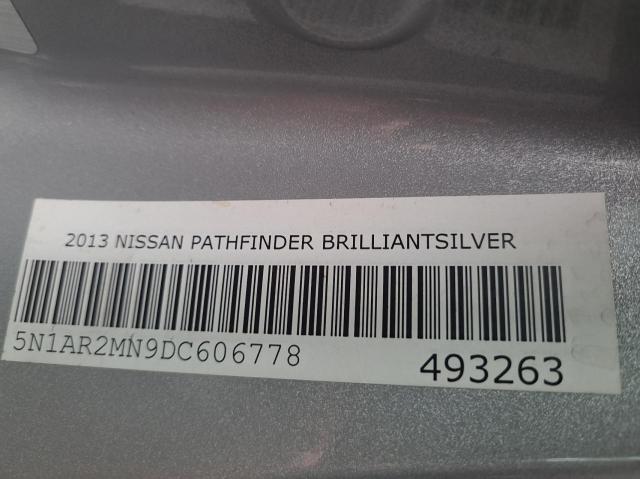 2013 NISSAN PATHFINDER BRILLIANTSILVER
5N1AR2MN9DC606778
493263